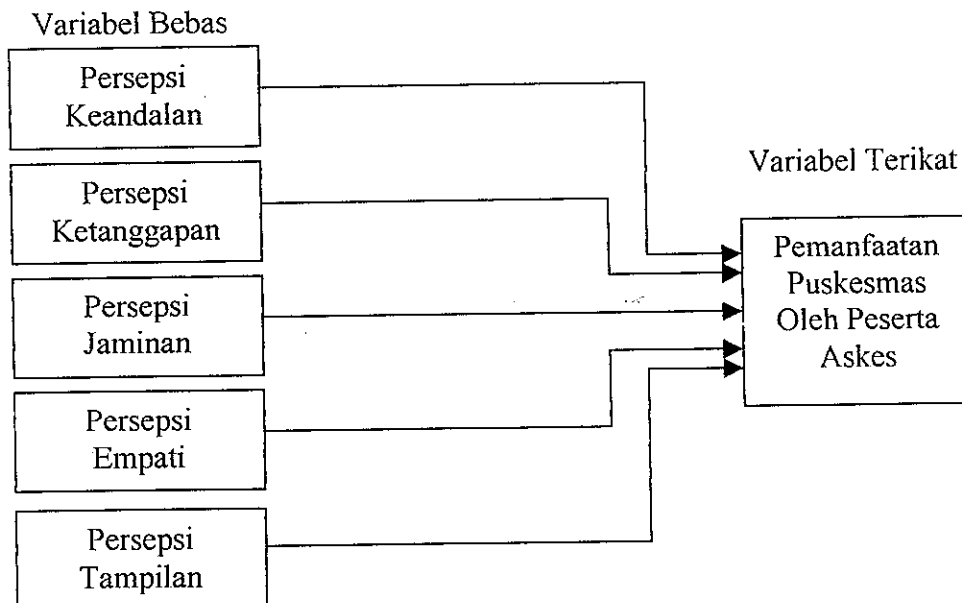 Variabel Bebas
Persepsi
Keandalan
Persepsi
Ketanggapan
Persepsi
Jaminan
Persepsi
Empati
Persepsi
Tampilan
Variabel Terikat
Pemanfaatan
Puskesmas
Oleh Peserta
Askes